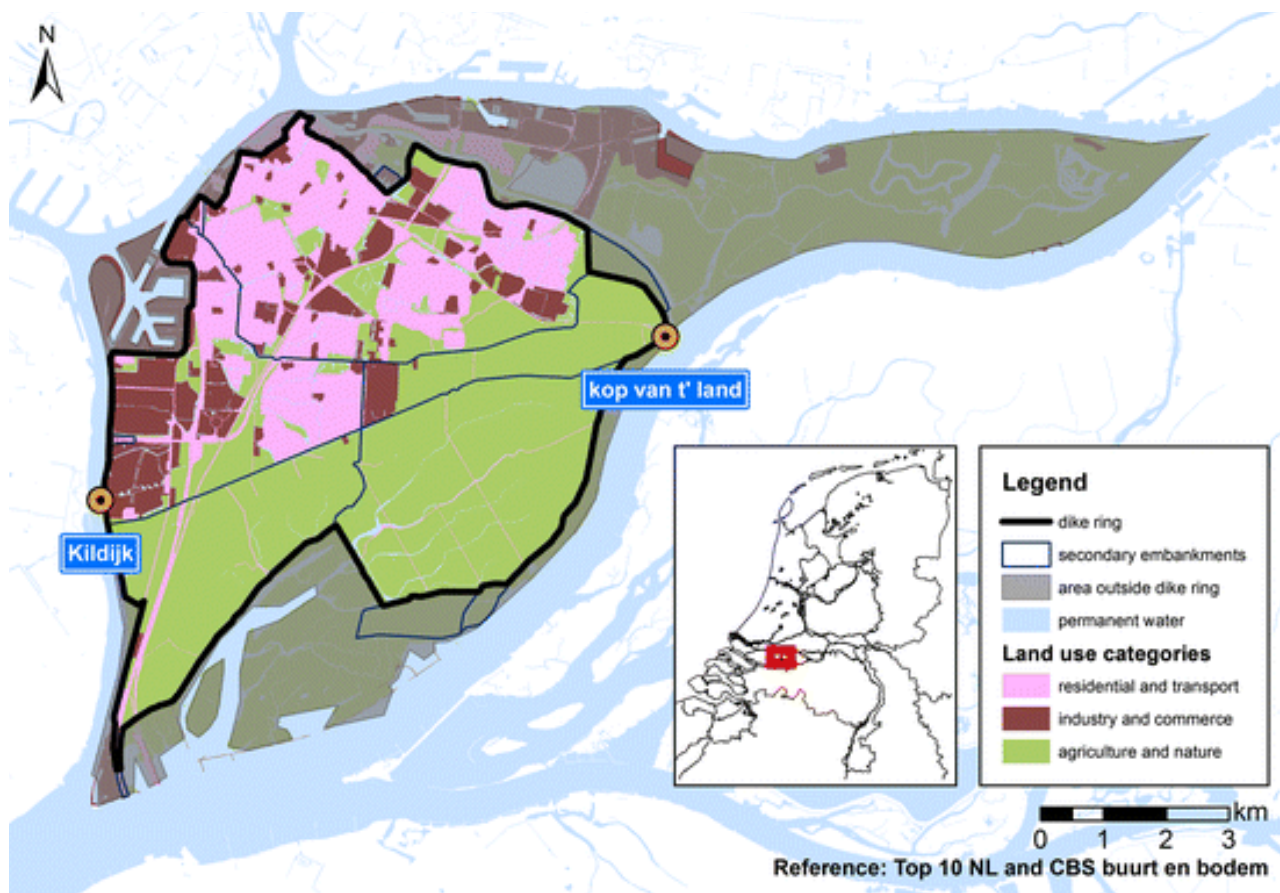 N
kop van t' land
Kildijk
Legend
dike ring
secondary embankments
area outside dike ring
permanent water
Land use categories
residential and transport
industry and commerce
agriculture and nature
km
0 1 2 3
Reference: Top 10 NL and CBS buurt en bodem